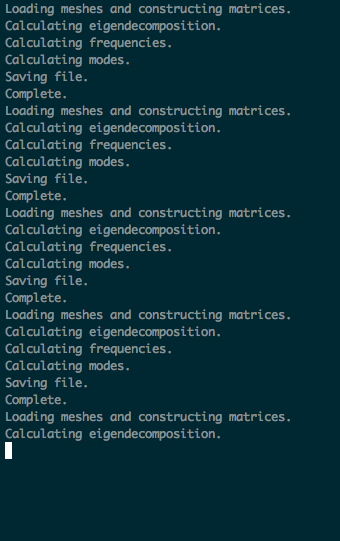 Loading meshes and constructing matrices.
Calculating eigendecomposition.
Calculating frequencies.
Calculating modes.
Saving file.
Complete.
Loading meshes and constructing matrices.
Calculating eigendecomposition.
Calculating frequencies.
Calculating modes.
Saving file.
Complete.
Loading meshes and constructing matrices.
Calculating eigendecomposition.
Calculating frequencies.
Calculating modes.
Saving file.
Complete.
Loading meshes and constructing matrices.
Calculating eigendecomposition.
Calculating frequencies.
Calculating modes.
Saving file.
Complete.
Loading meshes and constructing matrices.
Calculating eigendecomposition.